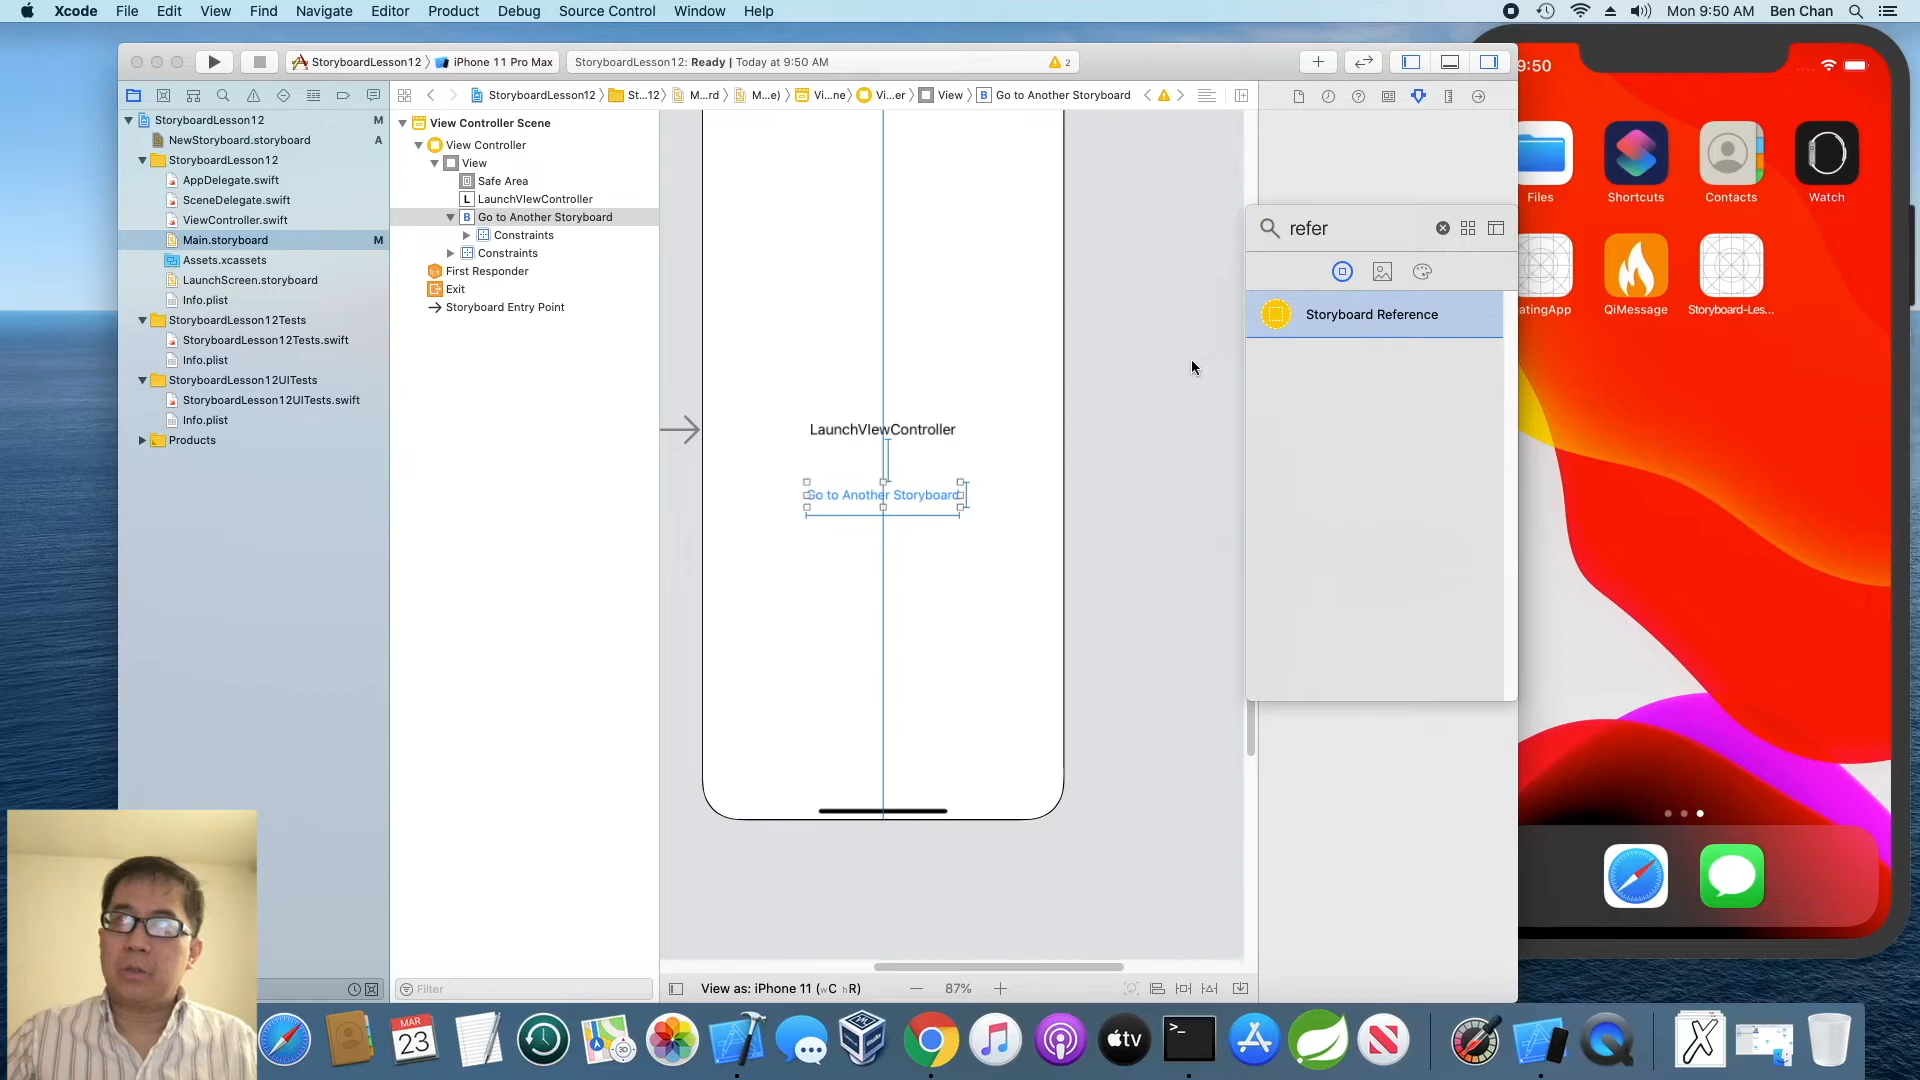 Xcode File Edit View Find Navigate Editor Product Debug Source Control Window Help Mon 9:50 AM Ben Chan
StoryboardLesson12 iPhone 11 Pro Max StoryboardLesson12: Ready | Today at 9:50 AM 2
9:50
StoryboardLesson12 M
NewStoryboard.storyboard A
StoryboardLesson12
AppDelegate.swift
SceneDelegate.swift
ViewController.swift
Main.storyboard M
Assets.xcassets
LaunchScreen.storyboard
Info.plist
StoryboardLesson12Tests
StoryboardLesson12Tests.swift
Info.plist
StoryboardLesson12UITests
StoryboardLesson12UITests.swift
Info.plist
Products
StoryboardLesson12 St...12) M...rd M...e) Vi...ne Vi...er View B Go to Another Storyboard
View Controller Scene
View Controller
View
Safe Area
L LaunchVIewController
B Go to Another Storyboard
Constraints
Constraints
First Responder
Exit
Storyboard Entry Point
Filter
LaunchVIewController
Go to Another Storyboard
View as: iPhone 11 (wC hR) 87%
refer
Storyboard Reference
Files Shortcuts Contacts Watch
atingApp QiMessage Storyboard-Les...
MAR
23
3D
tv
>_
N
X